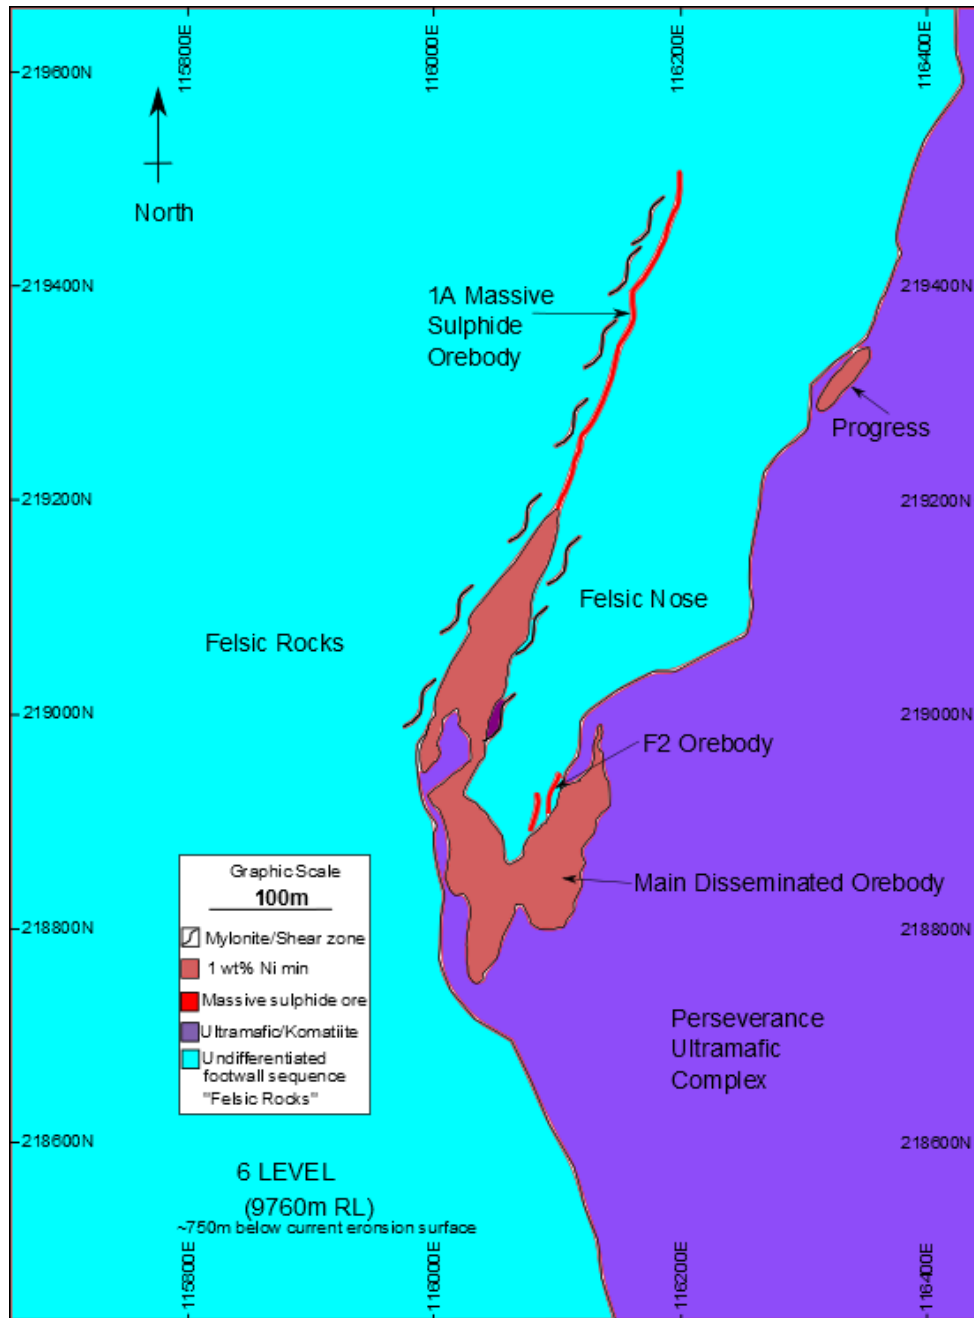 115800E
116000E
116200E
116400E
219600N
North
219400N
219400N
1A Massive
Sulphide
Orebody
Progress
219200N
219200N
Felsic Nose
Felsic Rocks
219000N
219000N
F2 Orebody
Main Disseminated Orebody
Graphic Scale
100m
Mylonite/Shear zone
1 wt% Ni min
Massive sulphide ore
Ultramafic/Komatiite
Undifferentiated
footwall sequence
"Felsic Rocks"
218800N
218800N
Perseverance
Ultramafic
Complex
218600N
218600N
6 LEVEL
(9760m RL)
~750m below current eronsion surface
115800E
116000E
116200E
116400E